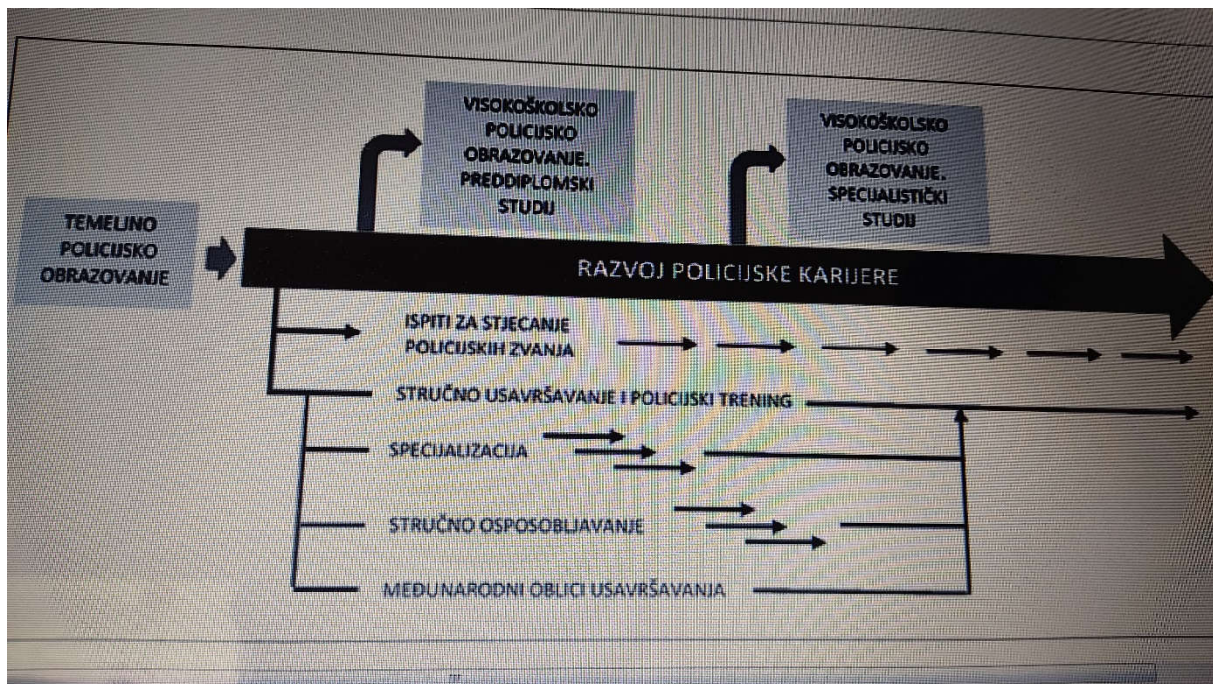 VISOKOŠKOLSKO
POLICIJSKO
OBRAZOVANJE.
PREDDIPLOMSKI
STUDIJ
VISOKOŠKOLSKO
POLICIJSKO
OBRAZOVANJE.
SPECIJALISTIČKI
STUDIJ
TEMELJNO
POLICIJSKO
OBRAZOVANJE
RAZVOJ POLICIJSKE KARIJERE
ISPITI ZA STJECANJE
POLICIJSKIH ZVANJA
STRUČNO USAVRŠAVANJE I POLICIJSKI TRENING
SPECIJALIZACIJA
STRUČNO OSPOSOBLJAVANJE
MEĐUNARODNI OBLICI USAVRŠAVANJA